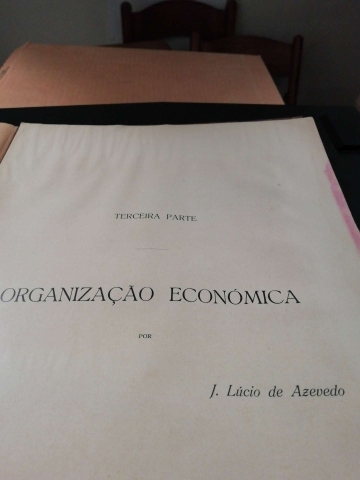 TERCEIRA PARTE
ORGANIZAÇÃO ECONÓMICA
POR
J. Lúcio de Azevedo